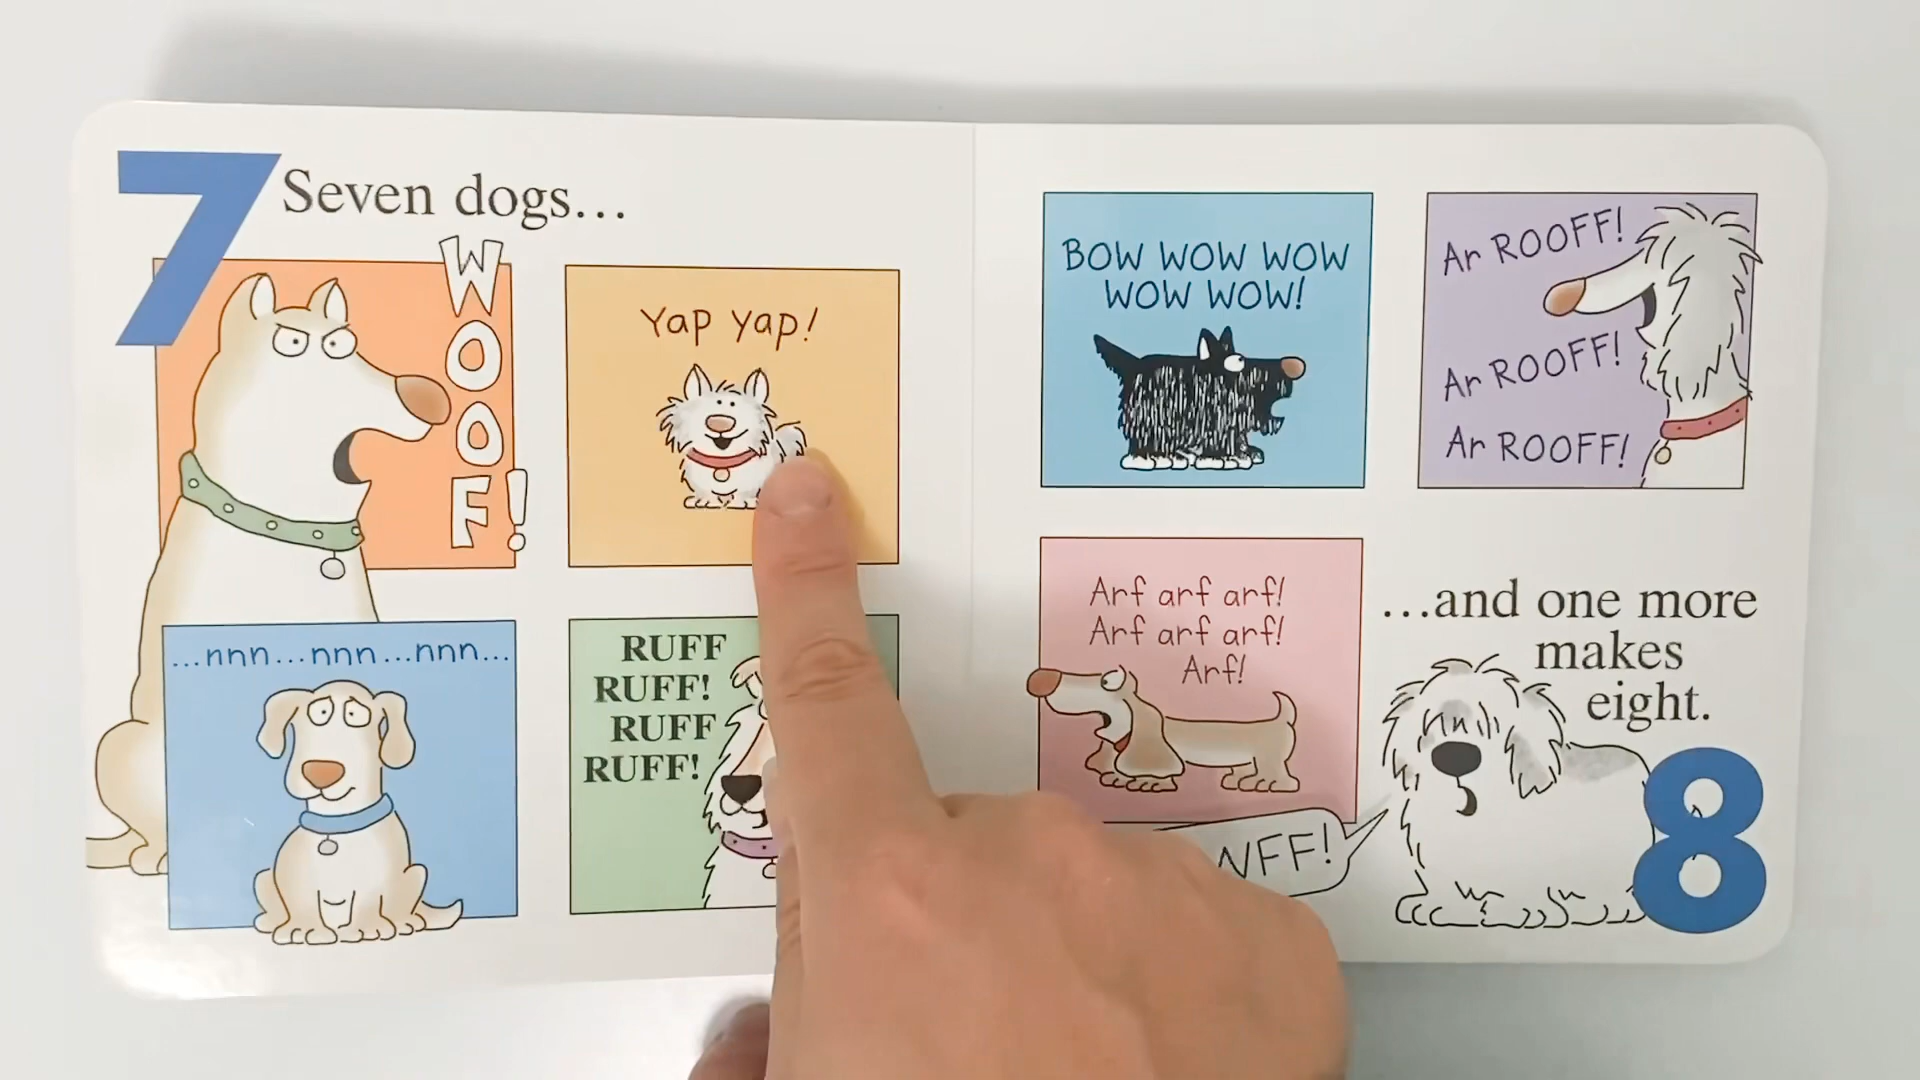 7
Seven dogs...
WOOF!
Yap yap!
...nnn...nnn...nnn...
RUFF
RUFF!
RUFF
RUFF!
BOW WOW WOW
WOW WOW!
Ar ROOFF!
Ar ROOFF!
Ar ROOFF!
Arf arf arf!
Arf arf arf!
Arf!
...and one more
makes
eight.
8